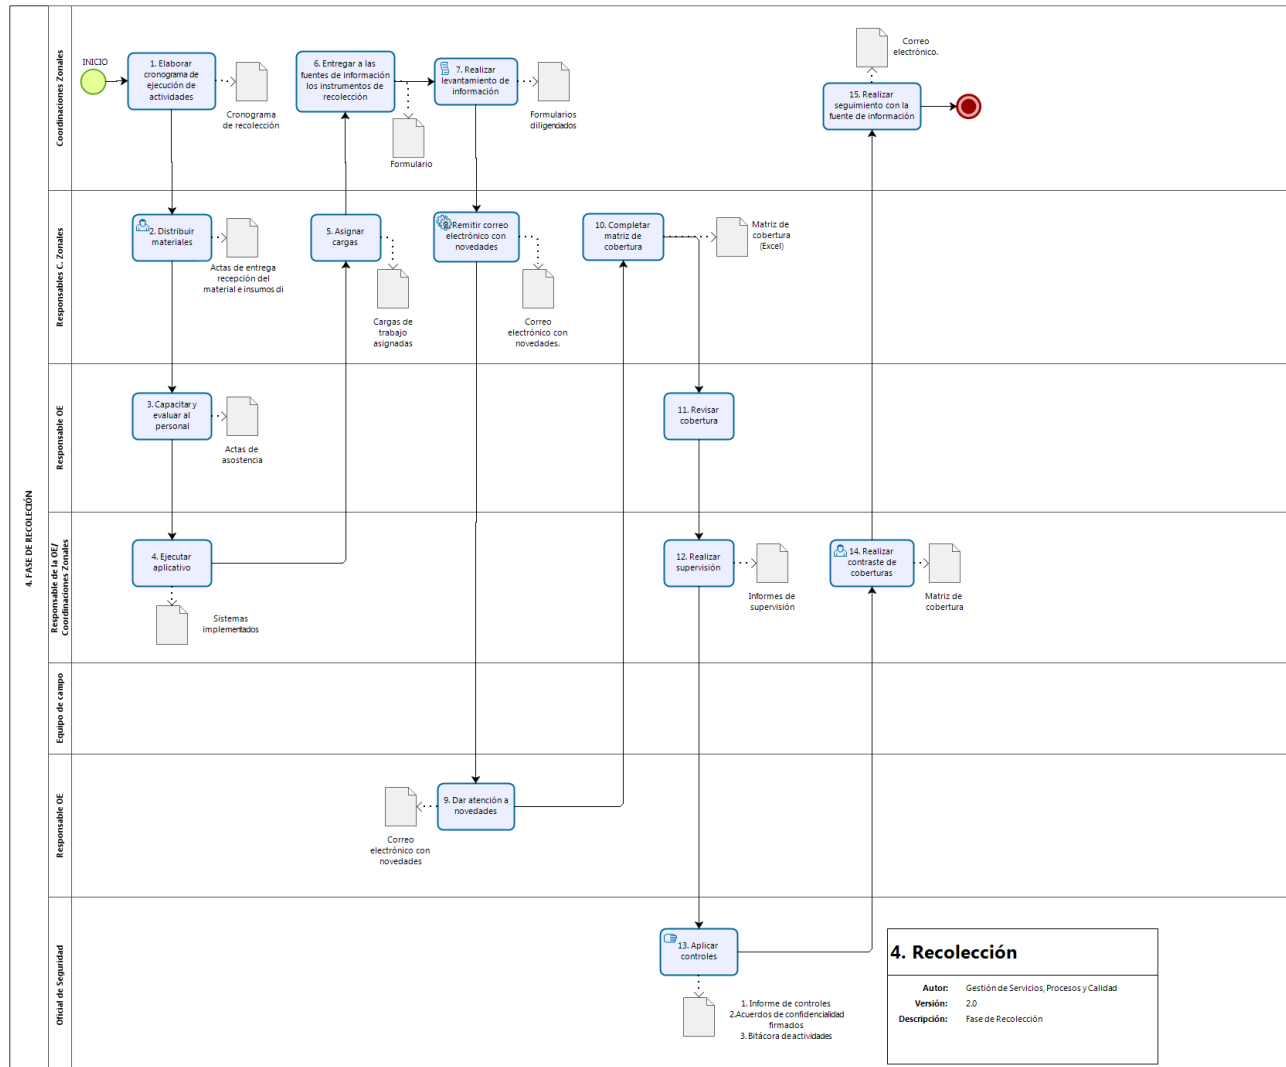 4. FASE DE RECOLECIÓN
Coordinaciones Zonales
INICIO
1. Elaborar
cronograma de
ejecución de
actividades
Cronograma
de recolección
6. Entregar a las
fuentes de información
los instrumentos de
recolección
Formulario
7. Realizar
levantamiento de
información
Formularios
diligenciados
Correo
electrónico.
15. Realizar
seguimiento con la
fuente de información
Responsables C. Zonales
2. Distribuir
materiales
Actas de entrega
recepción del
material e insumos di
5. Asignar
cargas
Cargas de
trabajo
asignadas
8. Remitir correo
electrónico con
novedades
Correo
electrónico con
novedades.
10. Completar
matriz de
cobertura
Matriz de
cobertura
(Excel)
Responsable OE
3. Capacitar y
evaluar al
personal
Actas de
asostencia
11. Revisar
cobertura
Responsable de la OE/
Coordinaciones Zonales
4. Ejecutar
aplicativo
Sistemas
implementados
12. Realizar
supervisión
Informes de
supervisión
14. Realizar
contraste de
coberturas
Matriz de
cobertura
Equipo de campo
Responsable OE
9. Dar atención a
novedades
Correo
electrónico con
novedades
Oficial de Seguridad
13. Aplicar
controles
1. Informe de controles
2.Acuerdos de confidencialidad
firmados
3. Bitácora de actividades
4. Recolección
Autor: Gestión de Servicios, Procesos y Calidad
Versión: 2.0
Descripción: Fase de Recolección